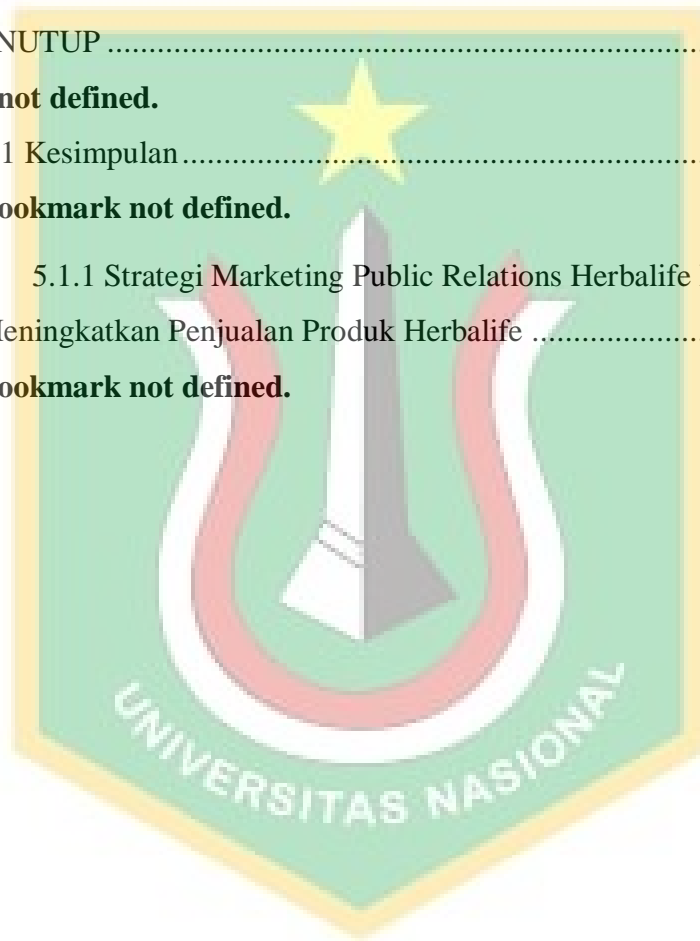 NUTUP ........................................................................
not defined.
1 Kesimpulan ...............................................................
ookmark not defined.
5.1.1 Strategi Marketing Public Relations Herbalife
Meningkatkan Penjualan Produk Herbalife .....................
ookmark not defined.
UNIVERSITAS NASIONAL